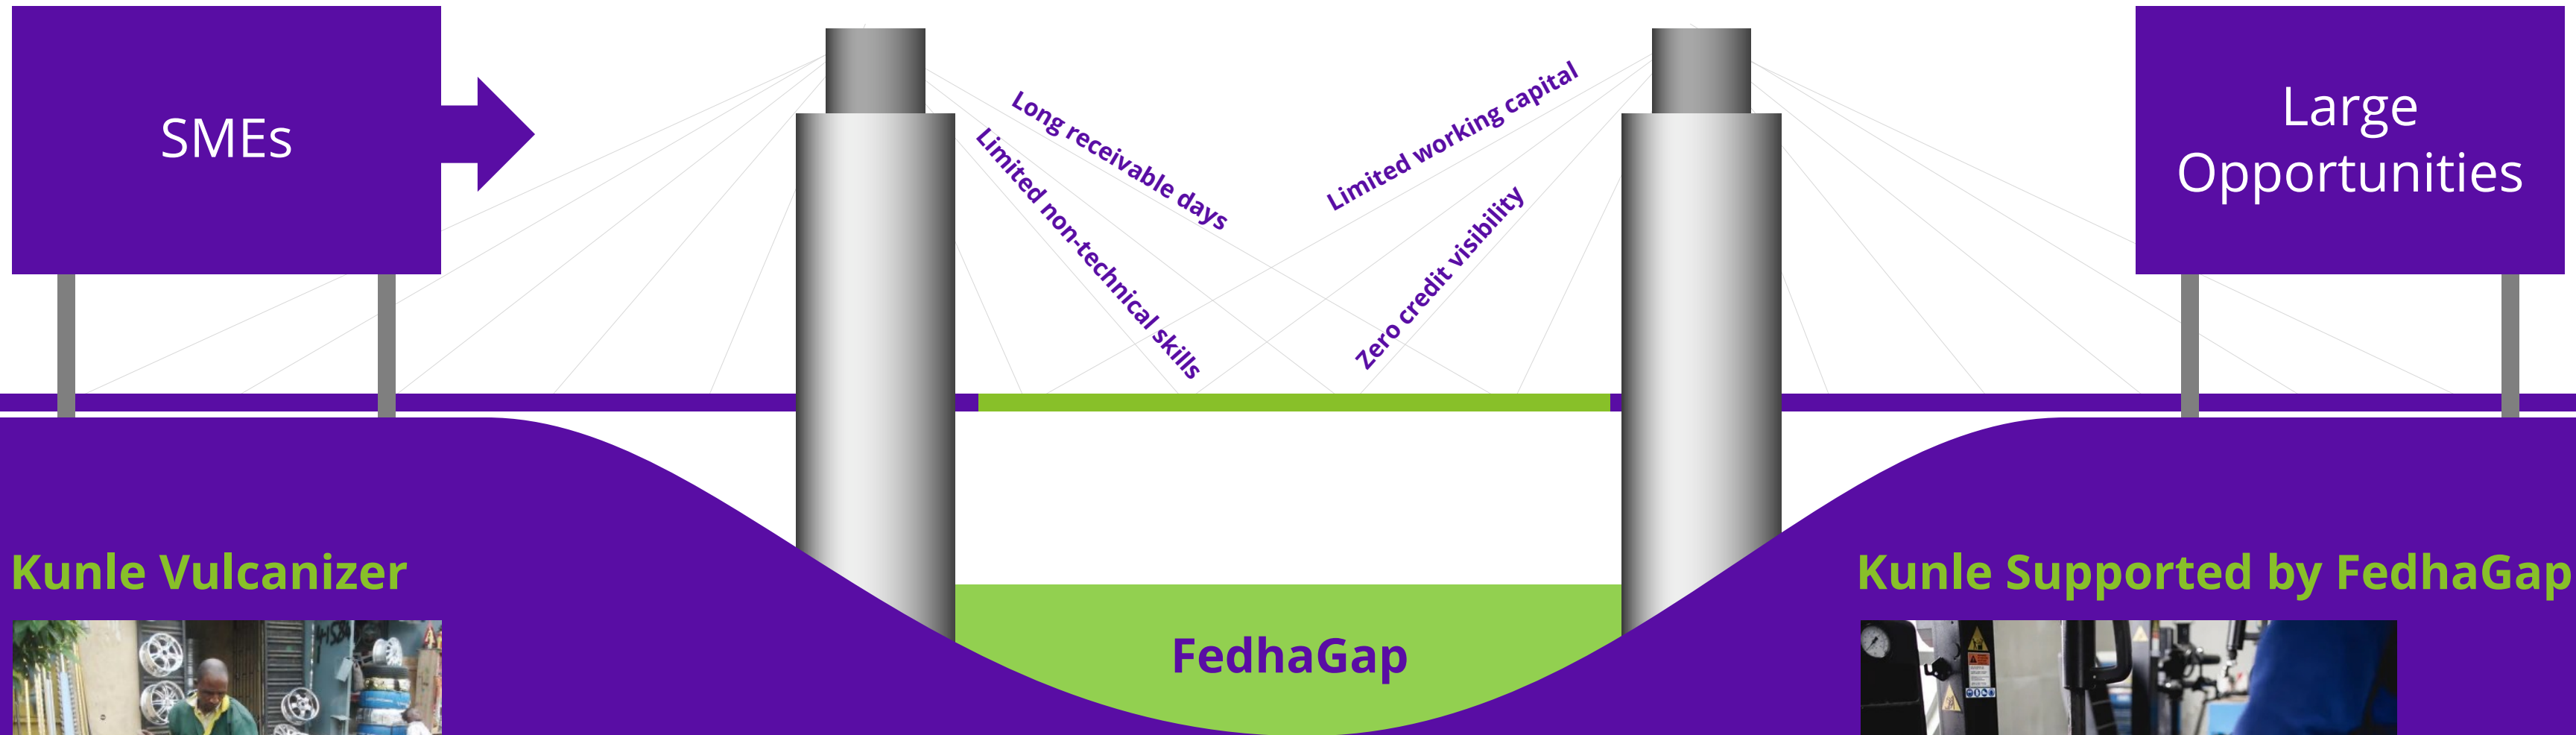 SMEs
Long receivable days
Limited non-technical skills
Limited working capital
Zero credit visibility
Large
Opportunities
Kunle Vulcanizer
Kunle Supported by FedhaGap
FedhaGap